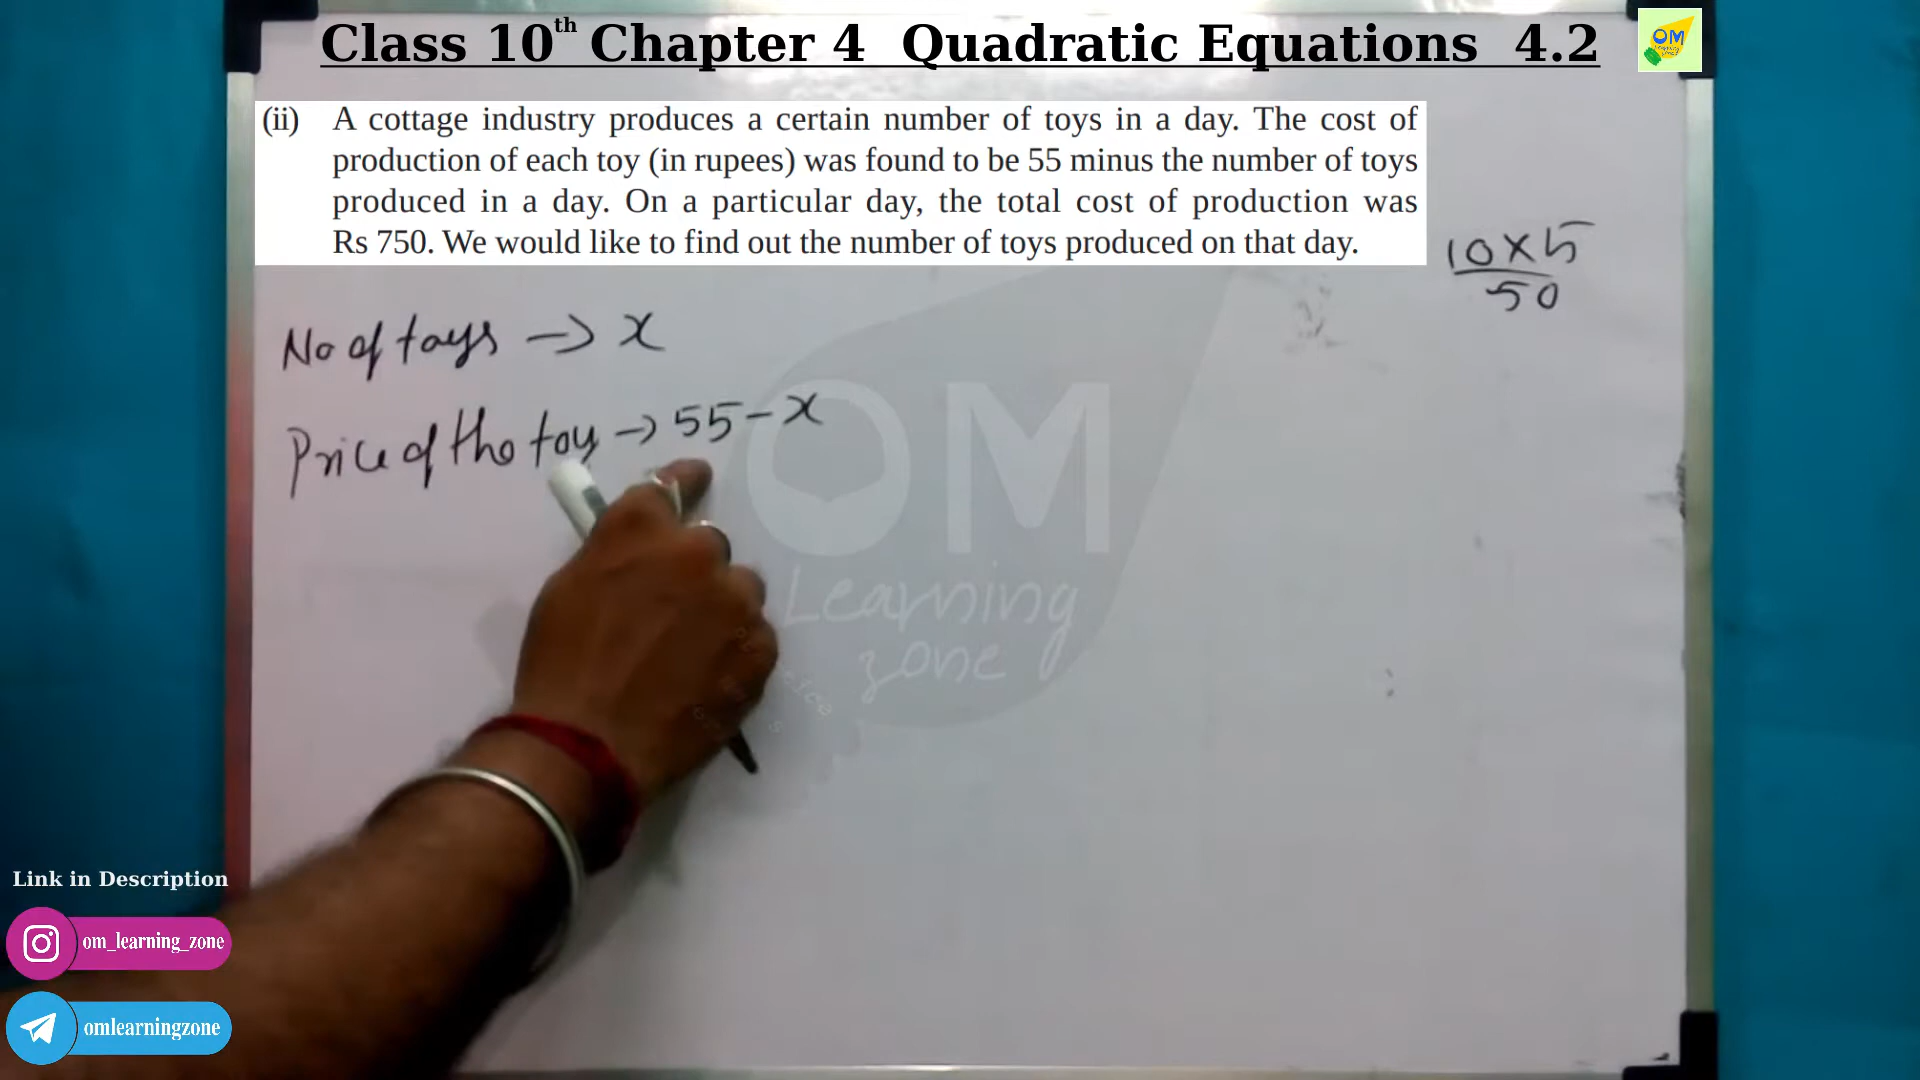 Class 10th Chapter 4 Quadratic Equations 4.2
OM
(ii) A cottage industry produces a certain number of toys in a day. The cost of
production of each toy (in rupees) was found to be 55 minus the number of toys
produced in a day. On a particular day, the total cost of production was
Rs 750. We would like to find out the number of toys produced on that day.
10×5
50
No of toys → x
Price of the toy → 55-x
OM
Learning
zone
Link in Description
om_learning_zone
omlearningzone